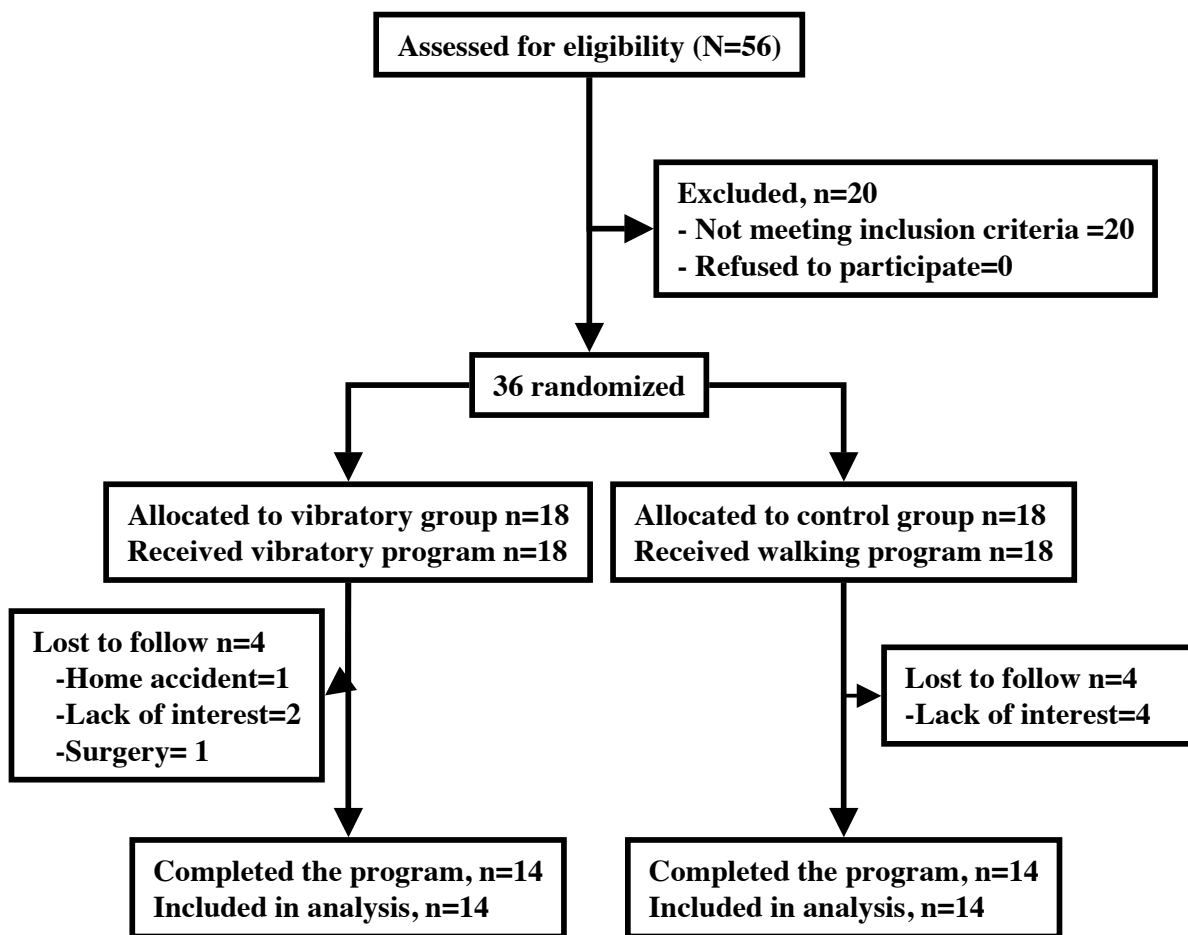 Assessed for eligibility (N=56)
Excluded, n=20
- Not meeting inclusion criteria =20
- Refused to participate=0
36 randomized
Allocated to vibratory group n=18
Received vibratory program n=18
Allocated to control group n=18
Received walking program n=18
Lost to follow n=4
-Home accident=1
-Lack of interest=2
-Surgery= 1
Lost to follow n=4
-Lack of interest=4
Completed the program, n=14
Included in analysis, n=14
Completed the program, n=14
Included in analysis, n=14